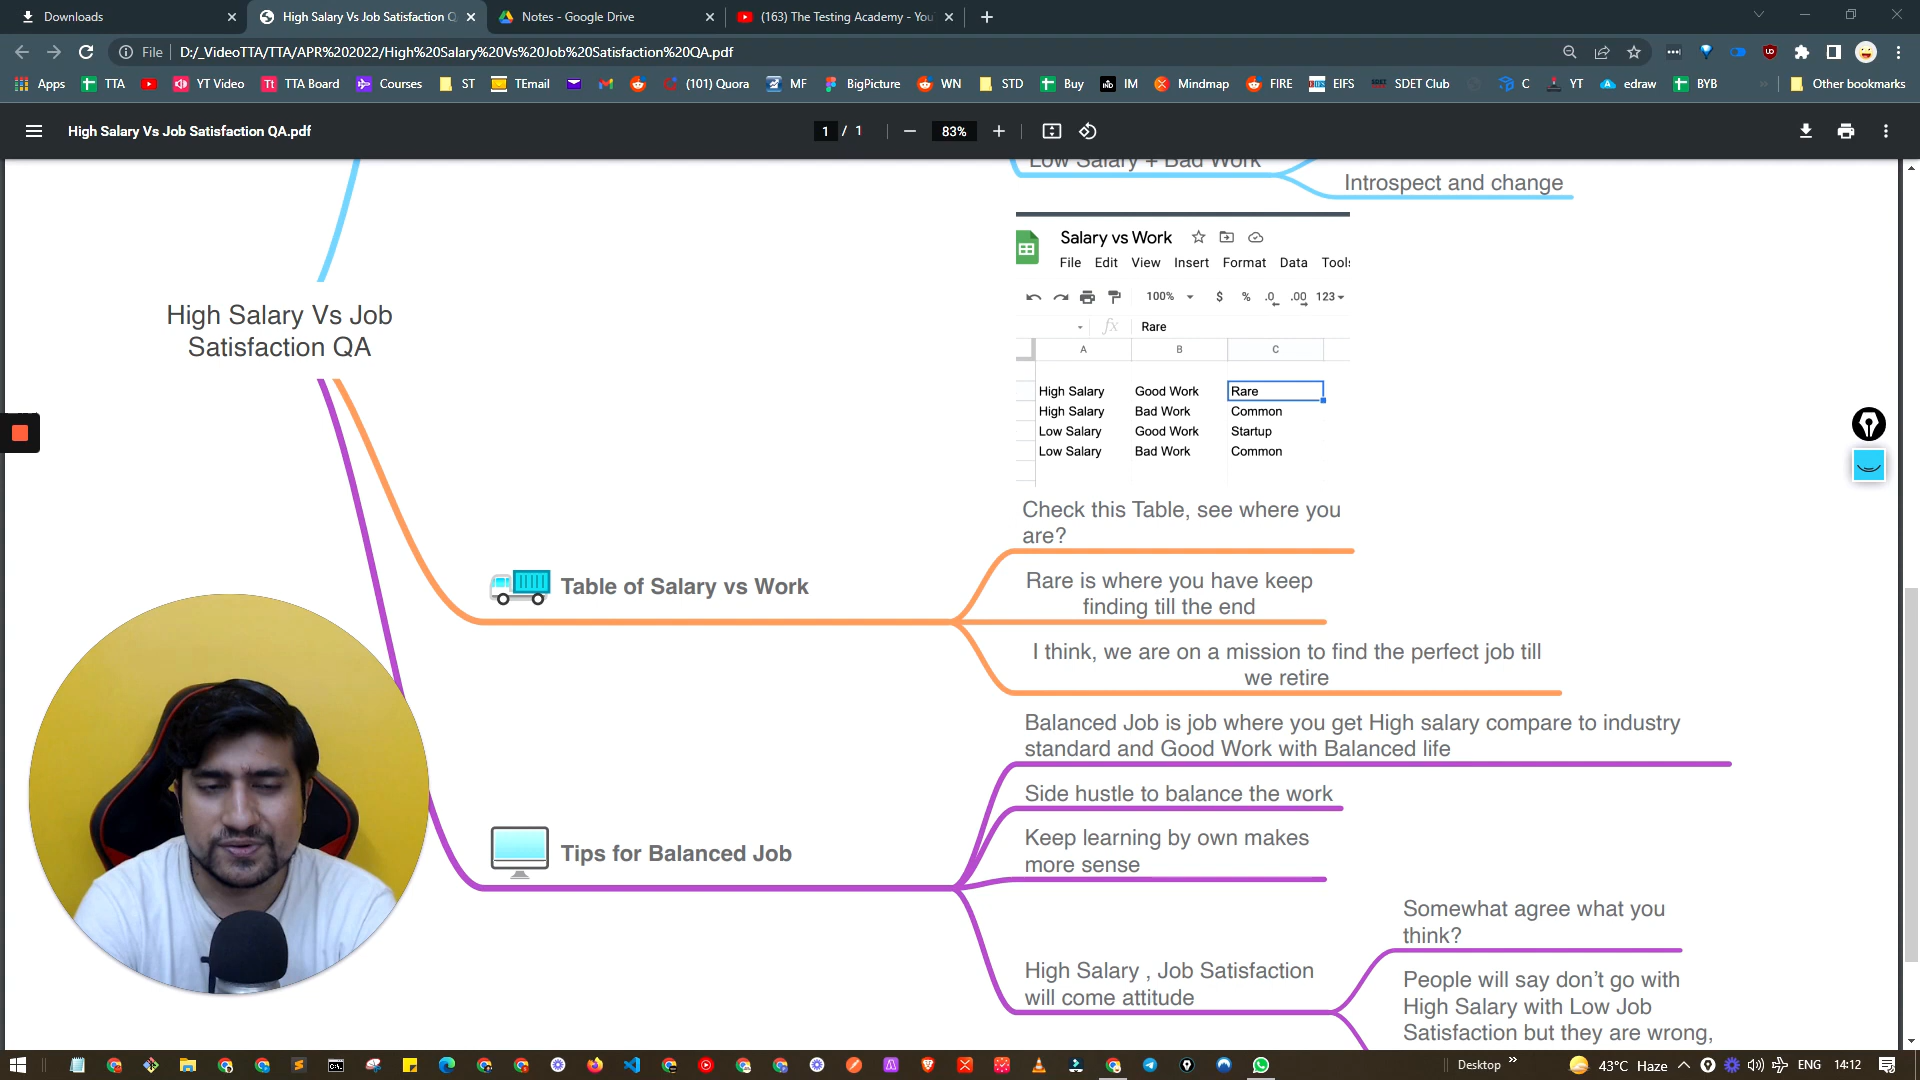 Downloads
High Salary Vs Job Satisfaction Q
Notes - Google Drive
(163) The Testing Academy - You
File
D:/_VideoTTA/TTA/APR%202022/High%20Salary%20Vs%20Job%20Satisfaction%20QA.pdf
Apps
TTA
YT Video
TTA Board
Courses
ST
TEmail
(101) Quora
MF
BigPicture
WN
STD
Buy
IM
Mindmap
FIRE
EIFS
SDET Club
C
YT
edraw
BYB
Other bookmarks
High Salary Vs Job Satisfaction QA.pdf
1 / 1
83%
Low Salary + Bad Work
Introspect and change
Salary vs Work
File Edit View Insert Format Data Tools
100% $ % .0 .00 123
fx Rare
A B C
High Salary Good Work Rare
High Salary Bad Work Common
Low Salary Good Work Startup
Low Salary Bad Work Common
High Salary Vs Job
Satisfaction QA
Check this Table, see where you
are?
Table of Salary vs Work
Rare is where you have keep
finding till the end
I think, we are on a mission to find the perfect job till
we retire
Balanced Job is job where you get High salary compare to industry
standard and Good Work with Balanced life
Side hustle to balance the work
Tips for Balanced Job
Keep learning by own makes
more sense
High Salary , Job Satisfaction
will come attitude
Somewhat agree what you
think?
People will say don’t go with
High Salary with Low Job
Satisfaction but they are wrong,
Desktop
43°C Haze
ENG
14:12